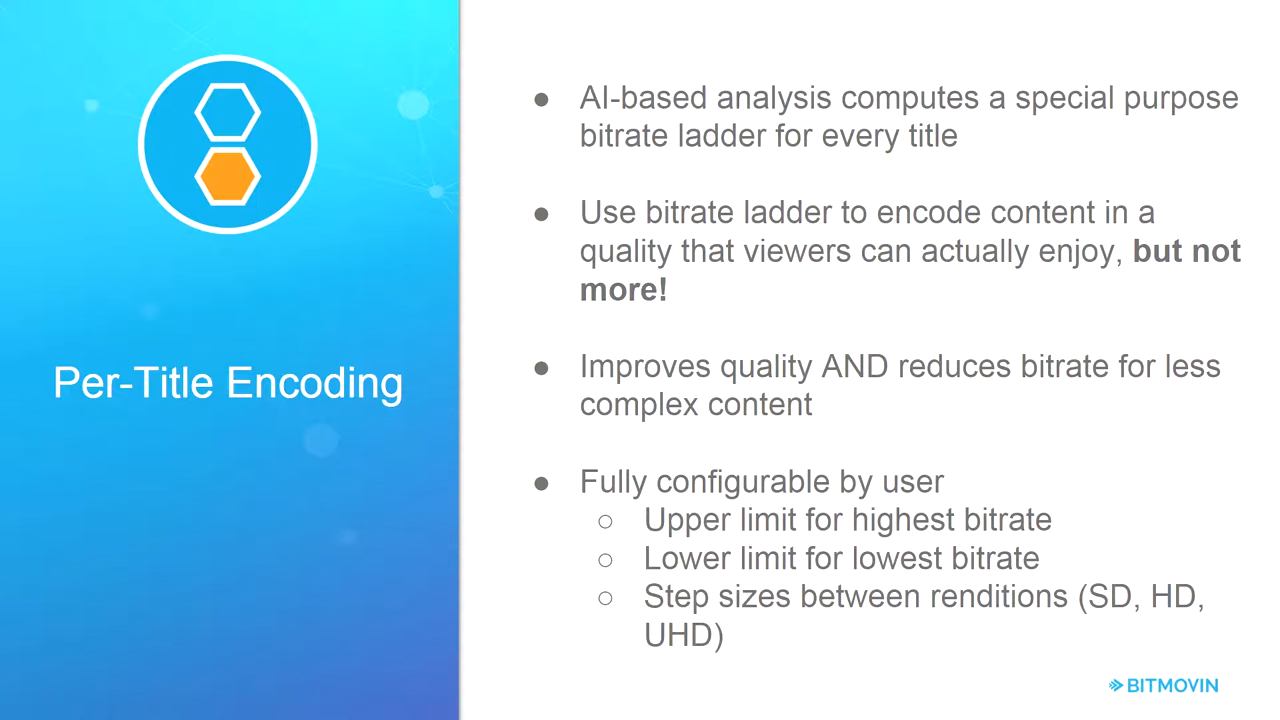 Per-Title Encoding
● AI-based analysis computes a special purpose
bitrate ladder for every title
● Use bitrate ladder to encode content in a
quality that viewers can actually enjoy, but not
more!
● Improves quality AND reduces bitrate for less
complex content
● Fully configurable by user
○ Upper limit for highest bitrate
○ Lower limit for lowest bitrate
○ Step sizes between renditions (SD, HD,
UHD)
BITMOVIN